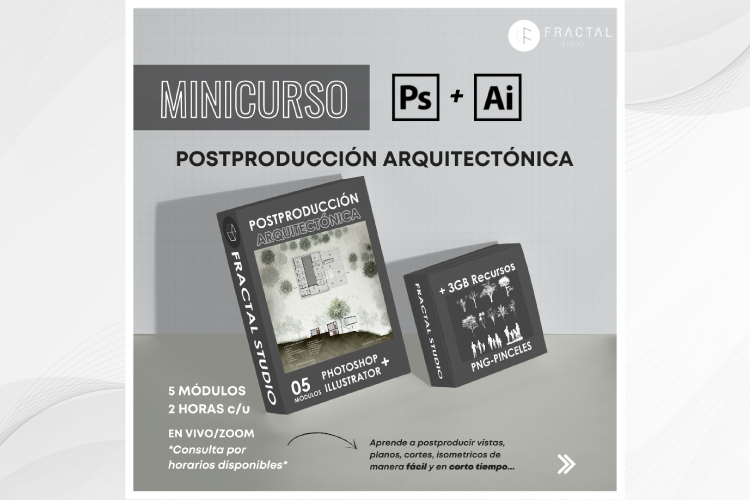 FRACTAL
STUDIO
MINICURSO
Ps + Ai
POSTPRODUCCIÓN ARQUITECTÓNICA
POSTPRODUCCIÓN
ARQUITECTÓNICA
FRACTAL STUDIO
05
MÓDULOS
PHOTOSHOP
ILLUSTRATOR +
+ 3GB Recursos
FRACTAL STUDIO
PNG-PINCELES
5 MÓDULOS
2 HORAS c/u
EN VIVO/ZOOM
*Consulta por
horarios disponibles*
Aprende a postproducir vistas,
planos, cortes, isometricos de
manera fácil y en corto tiempo...